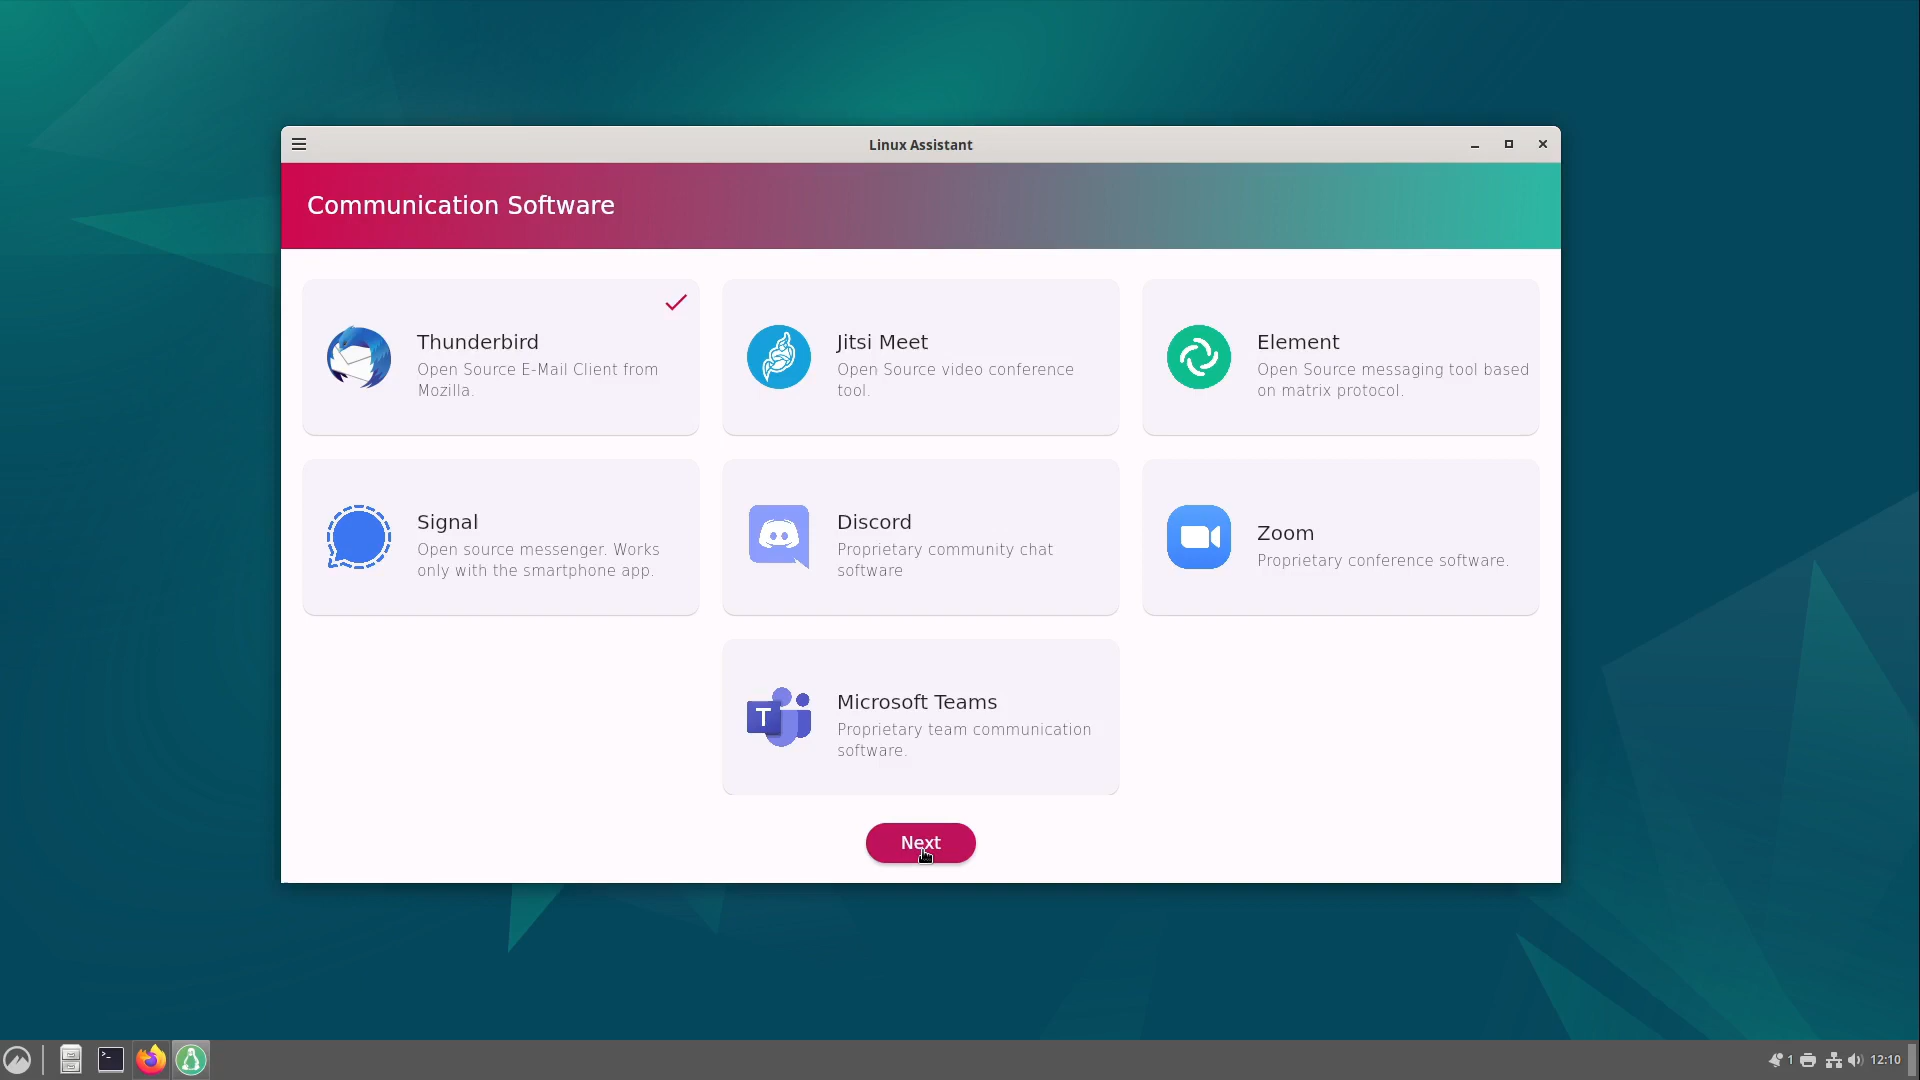 Linux Assistant
Communication Software
Thunderbird
Open Source E-Mail Client from
Mozilla.
Jitsi Meet
Open Source video conference
tool.
Element
Open Source messaging tool based
on matrix protocol.
Signal
Open source messenger. Works
only with the smartphone app.
Discord
Proprietary community chat
software
Zoom
Proprietary conference software.
T
Microsoft Teams
Proprietary team communication
software.
Next
>_
1
12:10